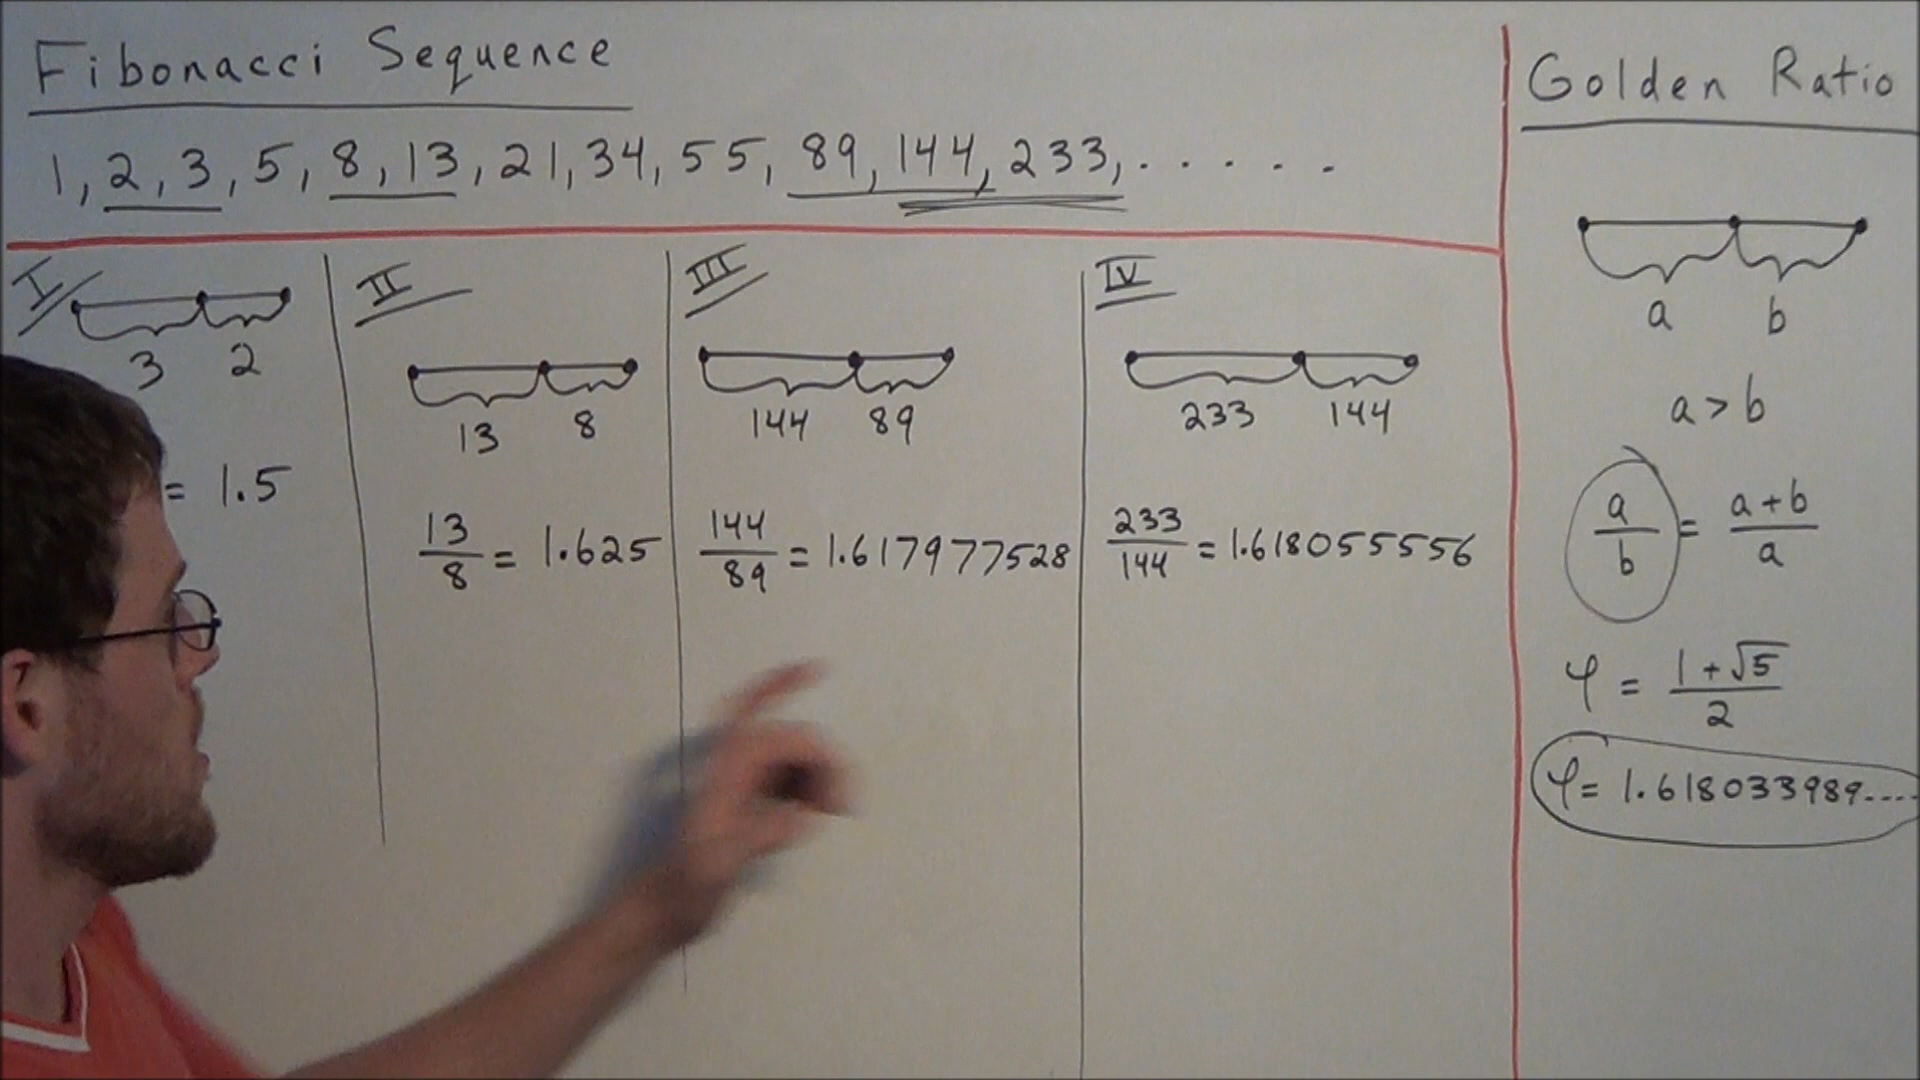 Fibonacci Sequence
1, 2, 3, 5, 8, 13, 21, 34, 55, 89, 144, 233, . . . . .
I
3 2
= 1.5
II
13 8
13/8 = 1.625
III
144 89
144/89 = 1.617977528
IV
233 144
233/144 = 1.618055556
Golden Ratio
a b
a > b
a/b = a+b/a
φ = 1+√5/2
φ = 1.618033989....